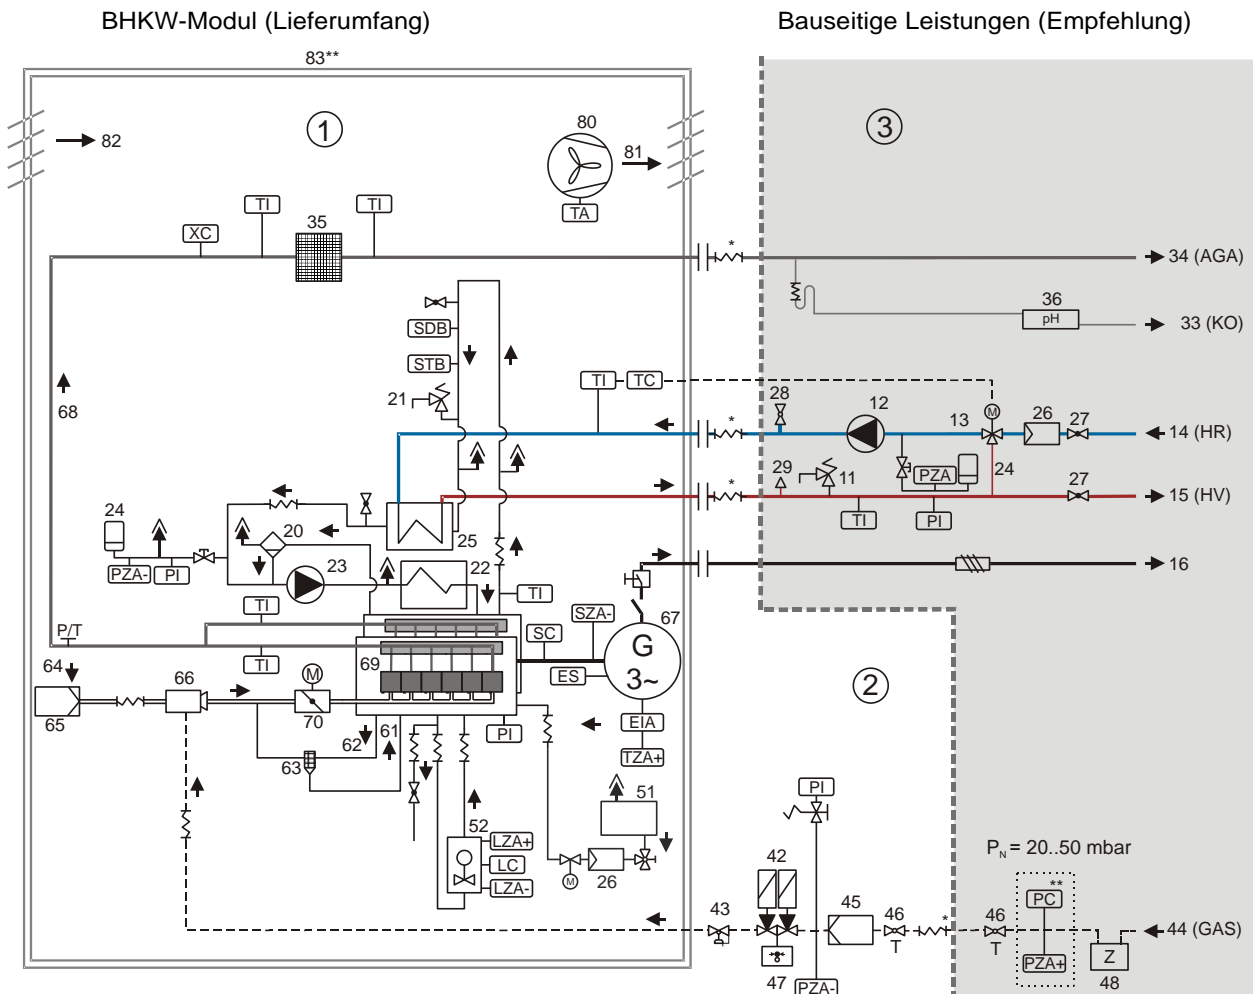 BHKW-Modul (Lieferumfang)
Bauseitige Leistungen (Empfehlung)
83**
1
80
3
82
81
TA
TI
TI
35
XC
*
34 (AGA)
36
pH
33 (KO)
SDB
STB
TI
TC
21
28
12
M
13
26
27
68
*
14 (HR)
PZA
24
29
11
27
*
15 (HV)
TI
PI
24
20
25
16
PZA-
PI
23
22
TI
SZA-
67
TI
SC
P/T
G
3~
TI
69
ES
64
66
M
2
65
70
62
61
PI
EIA
63
TZA+
51
PI
52
LZA+
LC
LZA-
26
M
PN = 20..50 mbar
42
**
PC
43
45
46
*
46
44 (GAS)
T
T
Z
PZA+
47
PZA-
48